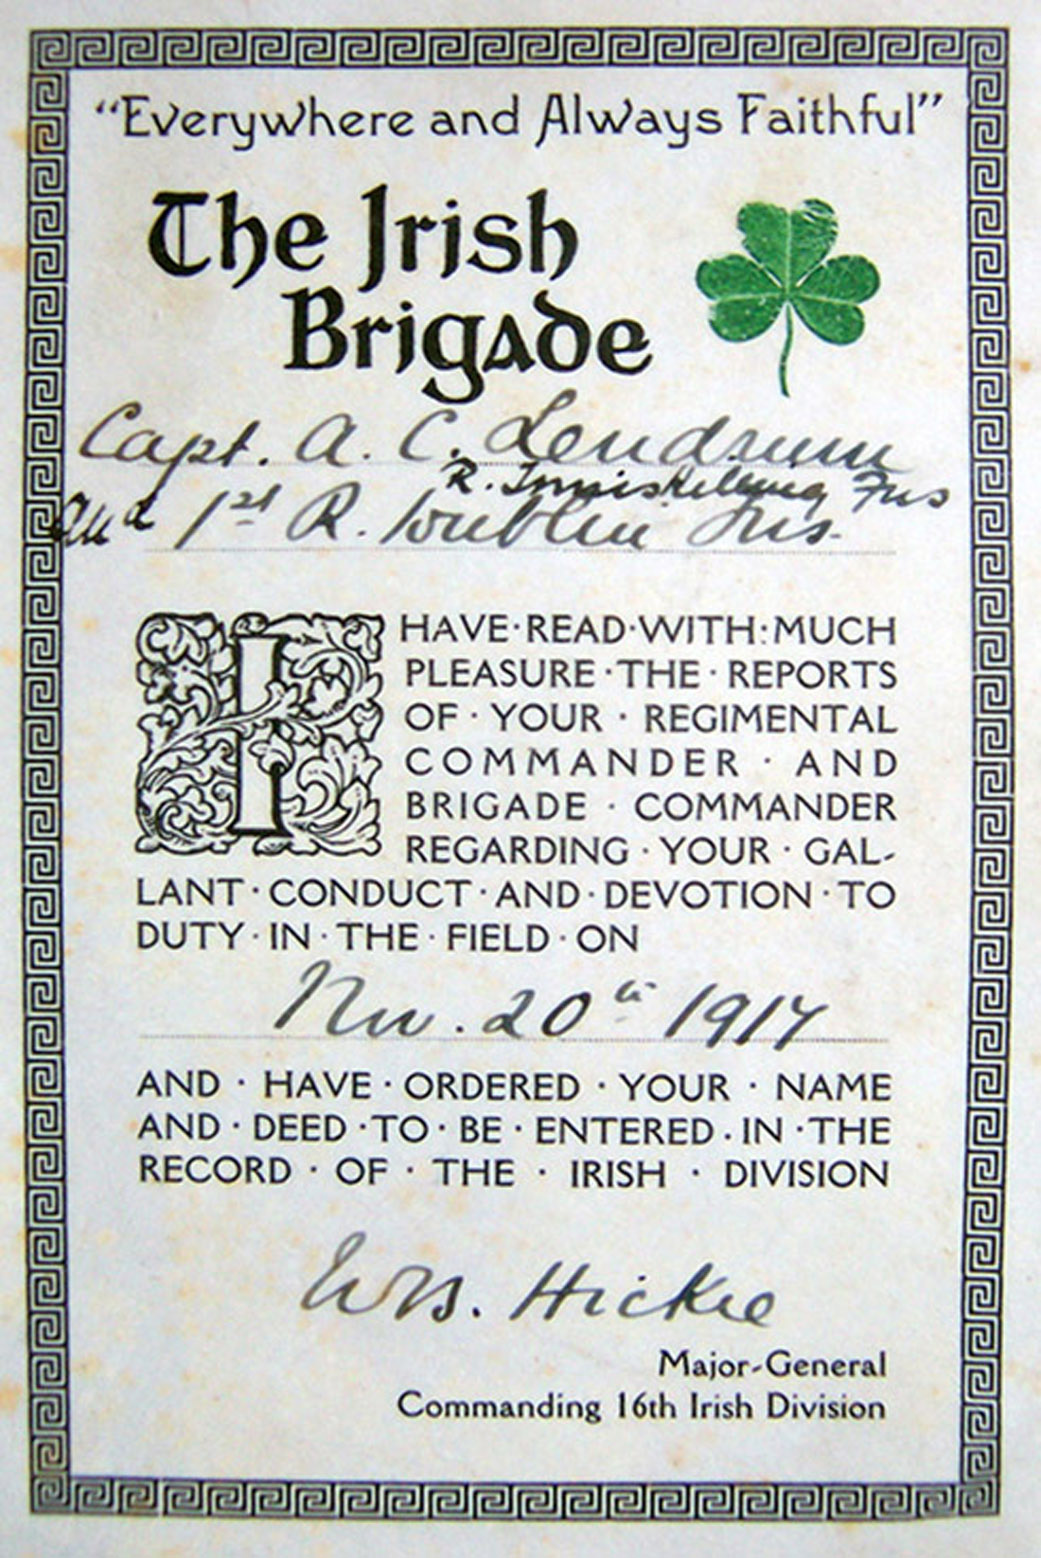 “Everywhere and Always Faithful”
The Irish
Brigade
Capt. A. C. Lendrum
R. Inniskilling Fus
1st R. Dublin Fus.
I HAVE·READ·WITH:MUCH
PLEASURE·THE·REPORTS
OF·YOUR·REGIMENTAL
COMMANDER·AND
BRIGADE·COMMANDER
REGARDING·YOUR·GAL-
LANT·CONDUCT·AND·DEVOTION·TO
DUTY·IN·THE·FIELD·ON
Nov. 20th 1917
AND·HAVE·ORDERED·YOUR·NAME
AND·DEED·TO·BE·ENTERED·IN·THE
RECORD·OF·THE·IRISH·DIVISION
WB. Hickie
Major-General
Commanding 16th Irish Division